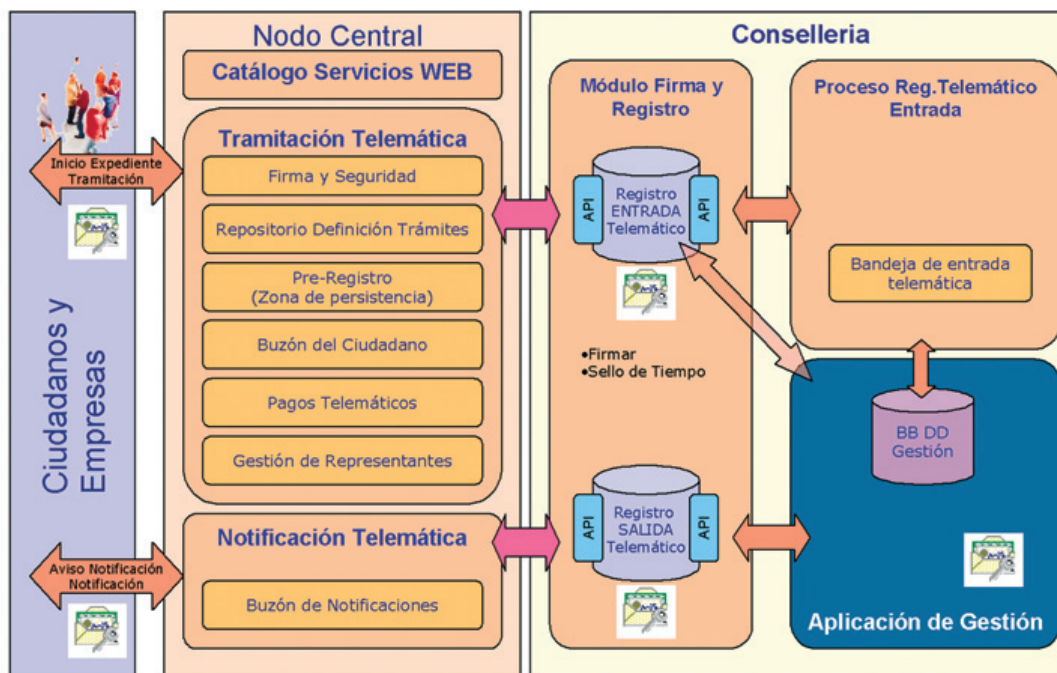 Nodo Central
Conselleria
Catálogo Servicios WEB
Ciudadanos y
Empresas
Inicio Expediente
Tramitación
Aviso Notificación
Notificación
Tramitación Telemática
Firma y Seguridad
Repositorio Definición Trámites
Pre-Registro
(Zona de persistencia)
Buzón del Ciudadano
Pagos Telemáticos
Gestión de Representantes
Notificación Telemática
Buzón de Notificaciones
Módulo Firma y
Registro
API
Registro
ENTRADA
Telemático
API
•Firmar
•Sello de Tiempo
API
Registro
SALIDA
Telemático
API
Proceso Reg.Telemático
Entrada
Bandeja de entrada
telemática
BB DD
Gestión
Aplicación de Gestión